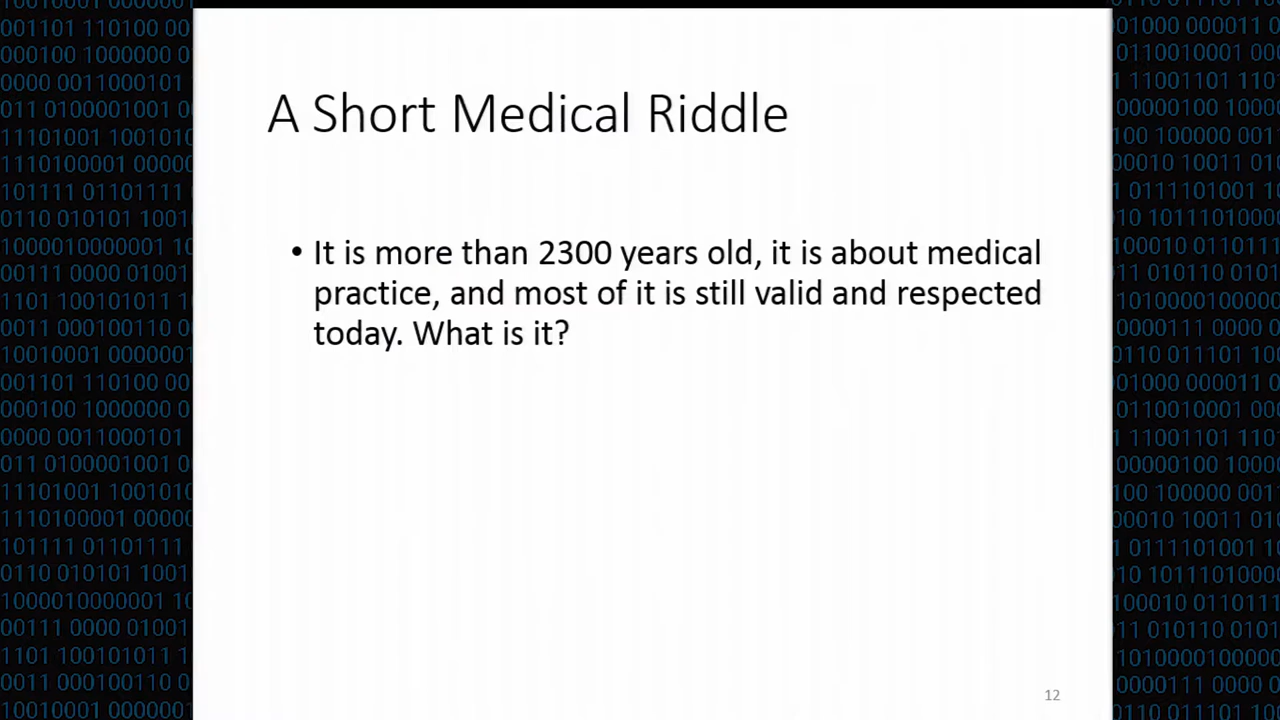 A Short Medical Riddle
• It is more than 2300 years old, it is about medical
practice, and most of it is still valid and respected
today. What is it?
12